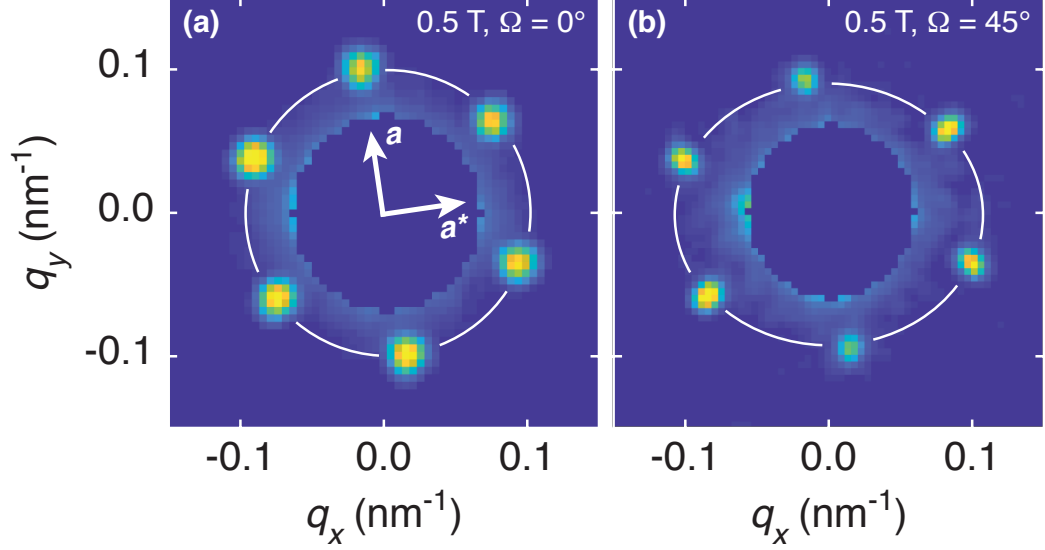 (a) 0.5 T, Ω = 0°
(b) 0.5 T, Ω = 45°
0.1
0.0
-0.1
q_y (nm⁻¹)
a
a*
-0.1 0.0 0.1
-0.1 0.0 0.1
q_x (nm⁻¹)
q_x (nm⁻¹)